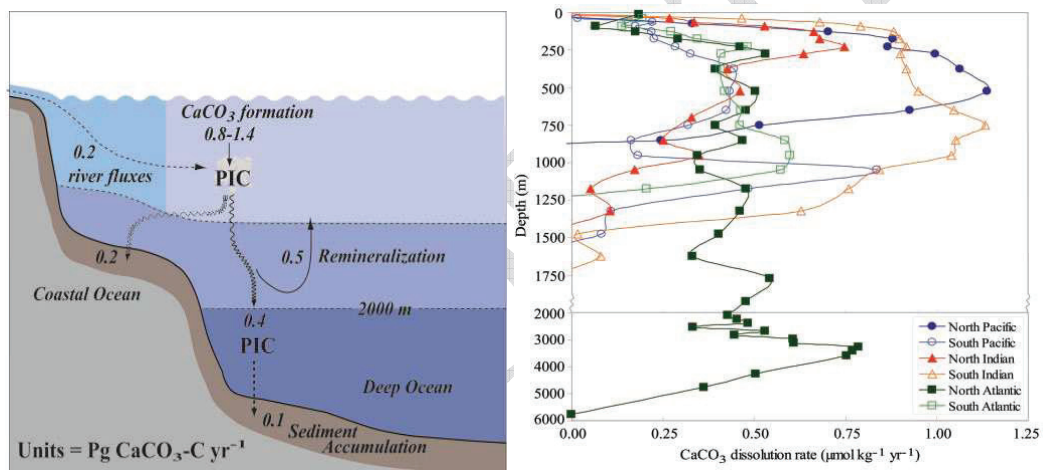 CaCO₃ formation
0.8-1.4
0.2
river fluxes
PIC
0.2
0.5
Remineralization
Coastal Ocean
2000 m
0.4
PIC
Deep Ocean
0.1
Sediment
Accumulation
Units = Pg CaCO₃-C yr⁻¹
0
250
500
750
1000
1250
1500
1750
2000
3000
4000
5000
6000
Depth (m)
North Pacific
South Pacific
North Indian
South Indian
North Atlantic
South Atlantic
0.00
0.25
0.50
0.75
1.00
1.25
CaCO₃ dissolution rate (μmol kg⁻¹ yr⁻¹)